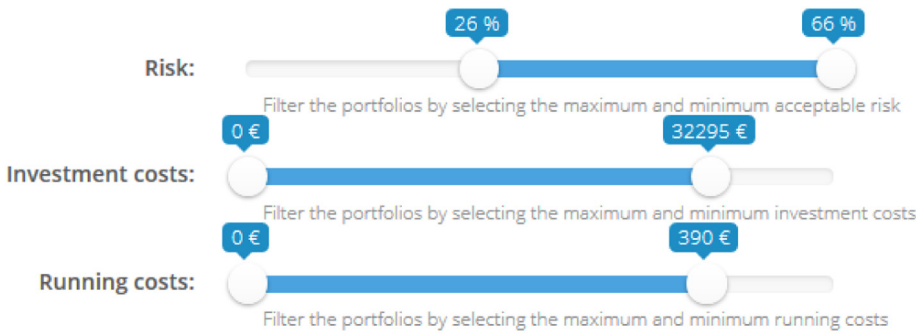 26 % 66 %
Risk:
Filter the portfolios by selecting the maximum and minimum acceptable risk
0 € 32295 €
Investment costs:
Filter the portfolios by selecting the maximum and minimum investment costs
0 € 390 €
Running costs:
Filter the portfolios by selecting the maximum and minimum running costs